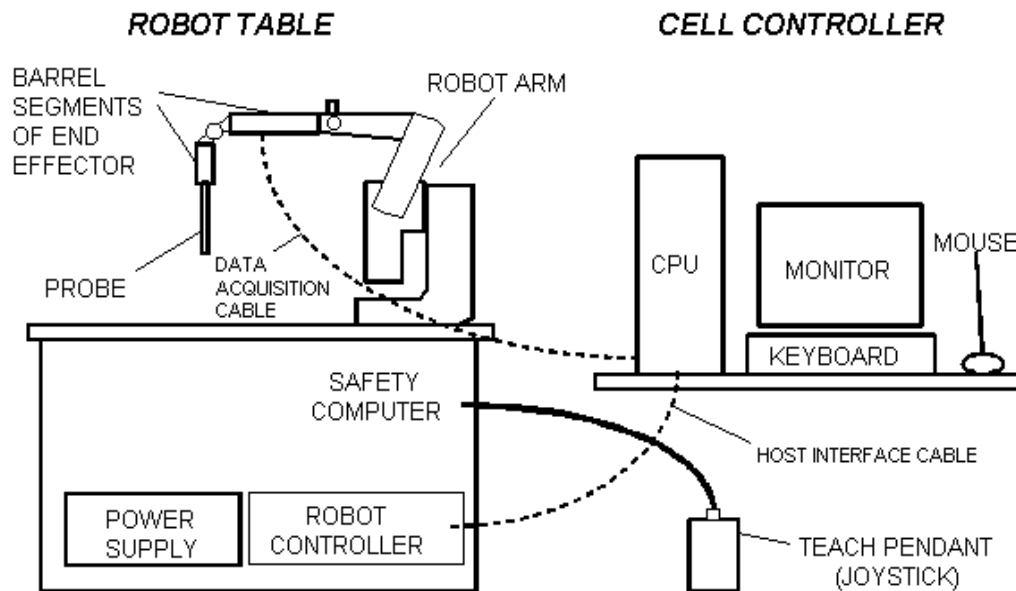 ROBOT TABLE
CELL CONTROLLER
BARREL
SEGMENTS
OF END
EFFECTOR
ROBOT ARM
PROBE
DATA
ACQUISITION
CABLE
CPU
MONITOR
MOUSE
KEYBOARD
SAFETY
COMPUTER
HOST INTERFACE CABLE
POWER
SUPPLY
ROBOT
CONTROLLER
TEACH PENDANT
(JOYSTICK)